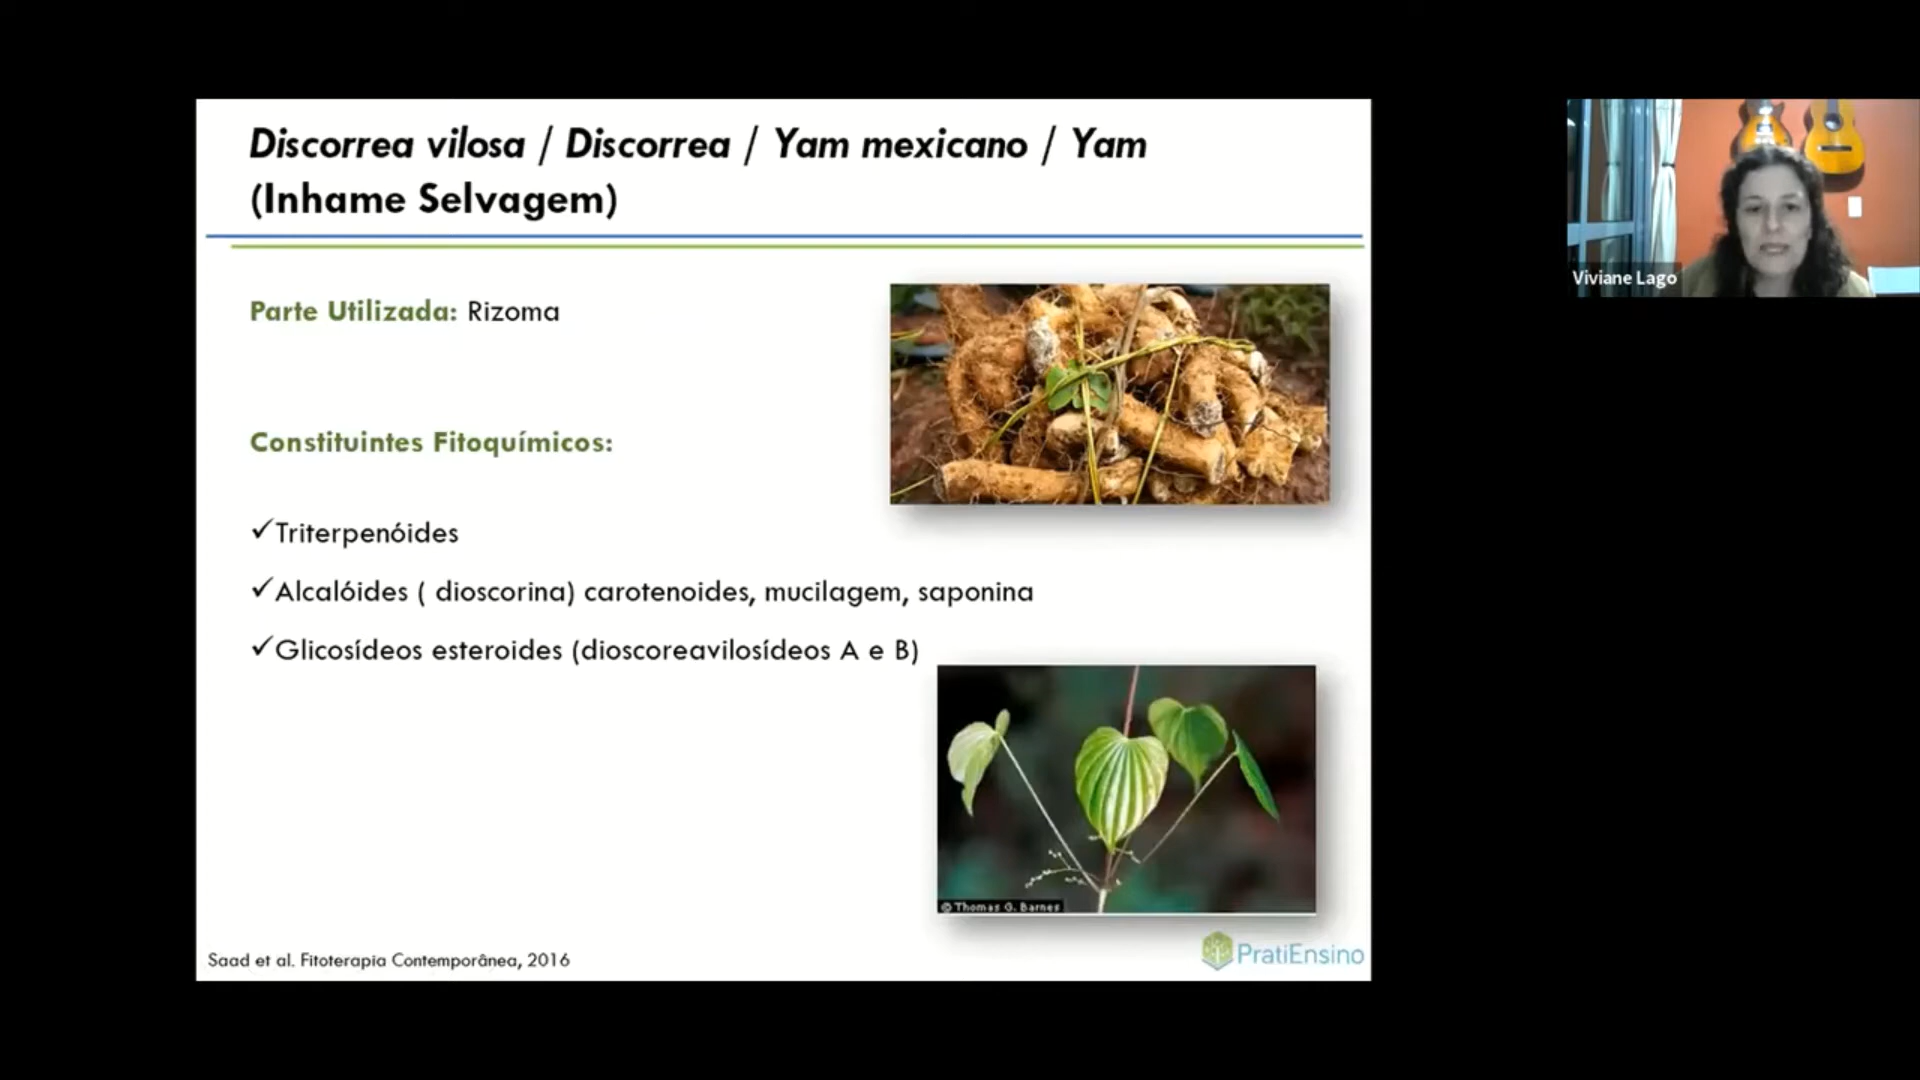 Discorrea vilosa / Discorrea / Yam mexicano / Yam
(Inhame Selvagem)
Parte Utilizada: Rizoma
Constituintes Fitoquímicos:
✓Triterpenóides
✓Alcalóides ( dioscorina) carotenoides, mucilagem, saponina
✓Glicosídeos esteroides (dioscoreavilosídeos A e B)
© Thomas G. Barnes
Saad et al. Fitoterapia Contemporânea, 2016
PratiEnsino
Viviane Lago